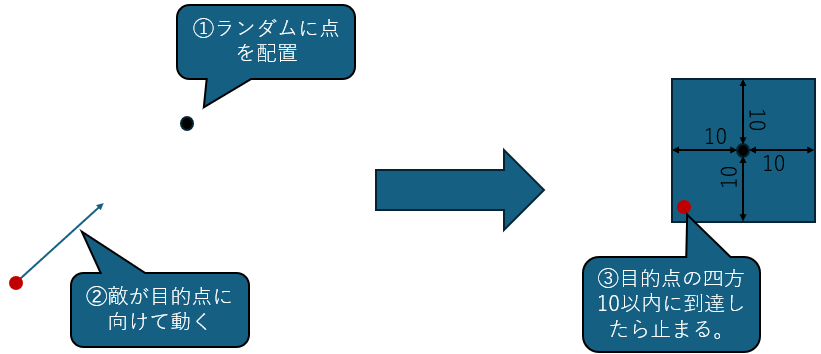 ①ランダムに点
を配置
②敵が目的点に
向けて動く
10
10
10
10
③目的点の四方
10以内に到達し
たら止まる。